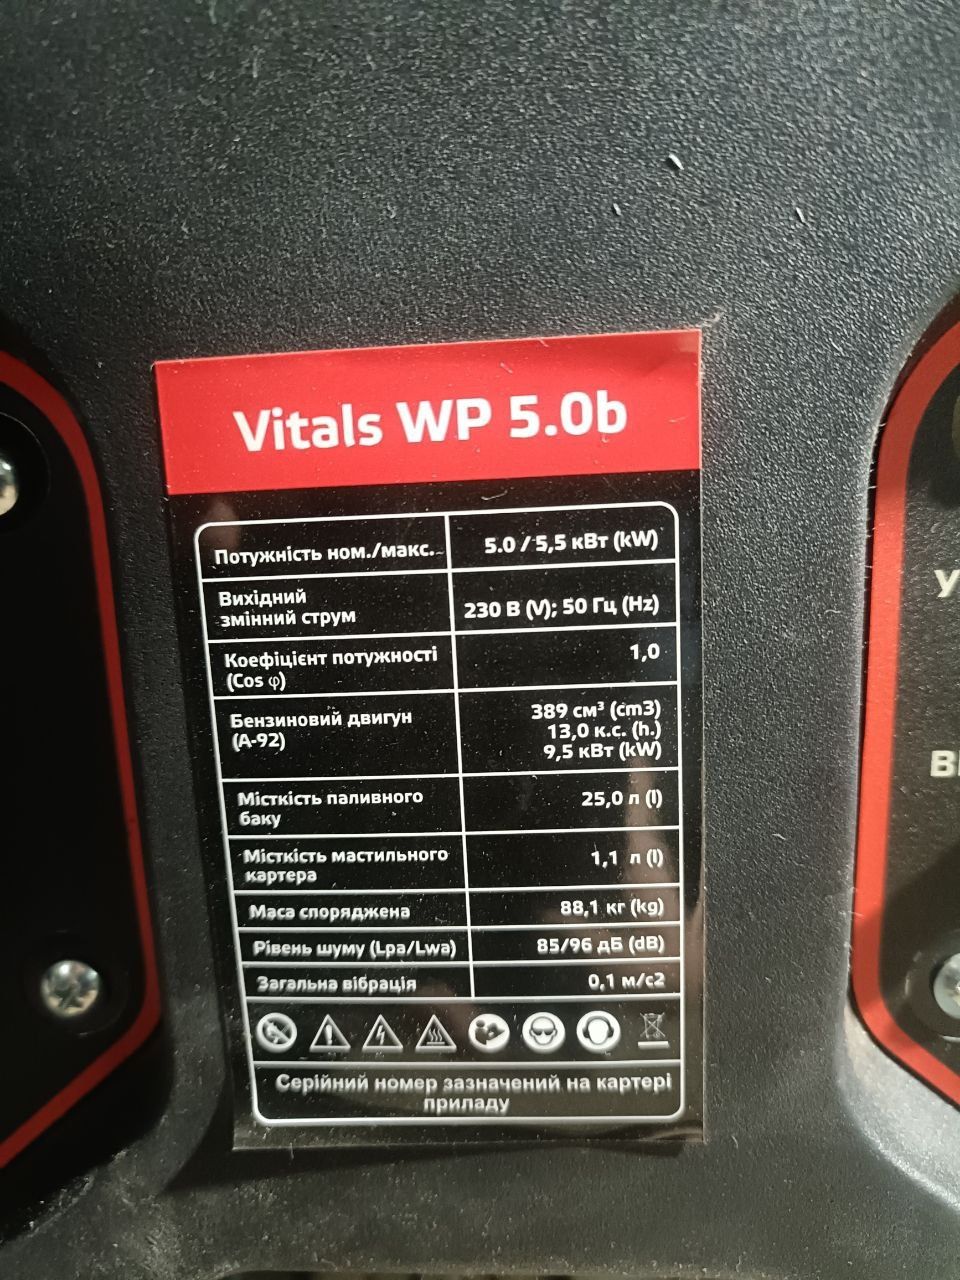 Vitals WP 5.0b
Потужність ном./макс. 5.0 / 5,5 кВт (kW)
Вихідний
змінний струм 230 В (V); 50 Гц (Hz)
Коефіцієнт потужності 1,0
(Cos φ)
Бензиновий двигун 389 см³ (cm3)
(А-92) 13,0 к.с. (h.)
9,5 кВт (kW)
Місткість паливного 25,0 л (l)
баку
Місткість мастильного 1,1 л (l)
картера
Маса споряджена 88,1 кг (kg)
Рівень шуму (Lpa/Lwa) 85/96 дБ (dB)
Загальна вібрація 0,1 м/с2
Серійний номер зазначений на картері
приладу